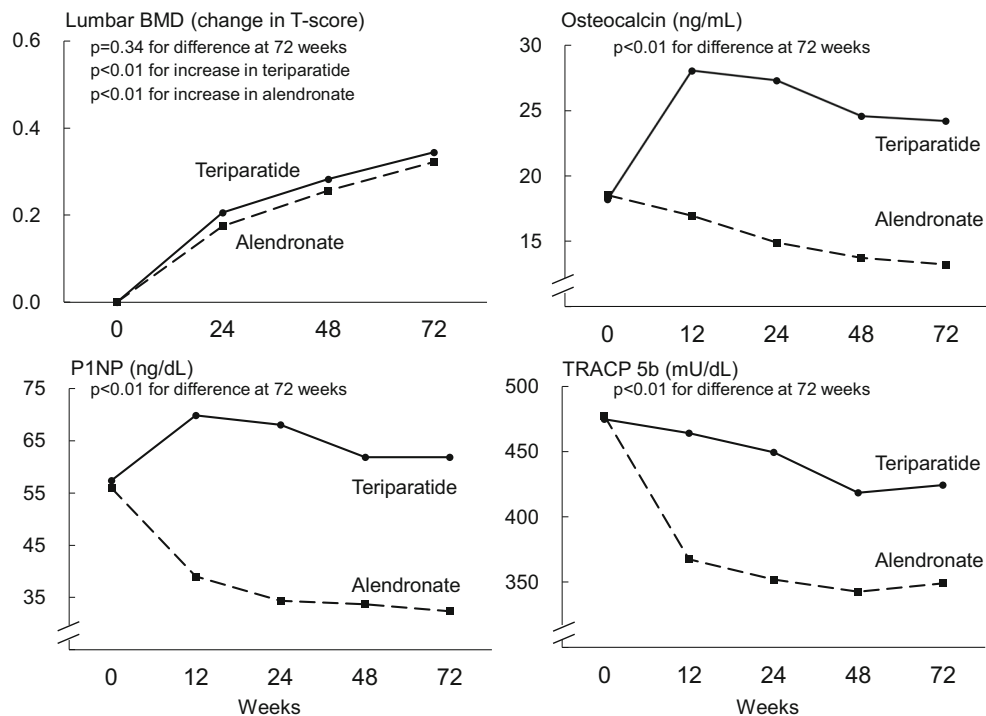 Lumbar BMD (change in T-score)
p=0.34 for difference at 72 weeks
p<0.01 for increase in teriparatide
p<0.01 for increase in alendronate
0.6
0.4
0.2
0.0
Teriparatide
Alendronate
0 24 48 72
Osteocalcin (ng/mL)
p<0.01 for difference at 72 weeks
30
25
20
15
Teriparatide
Alendronate
0 12 24 48 72
P1NP (ng/dL)
p<0.01 for difference at 72 weeks
75
65
55
45
35
Teriparatide
Alendronate
0 12 24 48 72
Weeks
TRACP 5b (mU/dL)
p<0.01 for difference at 72 weeks
500
450
400
350
Teriparatide
Alendronate
0 12 24 48 72
Weeks